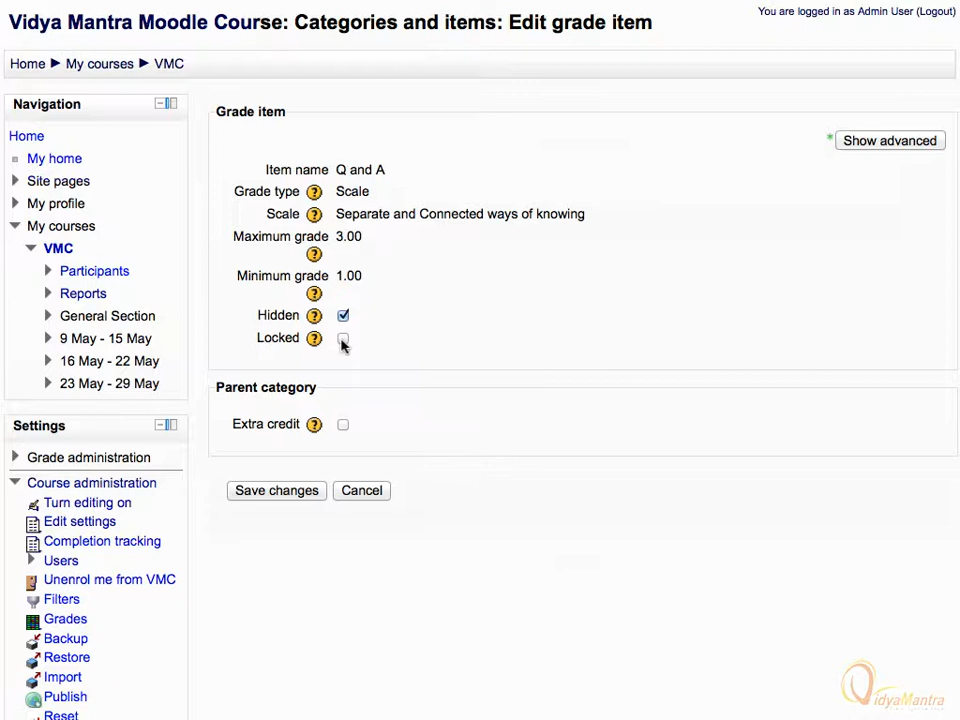 Vidya Mantra Moodle Course: Categories and items: Edit grade item
You are logged in as Admin User (Logout)
Home ► My courses ► VMC
Navigation
Home
My home
Site pages
My profile
My courses
VMC
Participants
Reports
General Section
9 May - 15 May
16 May - 22 May
23 May - 29 May
Settings
Grade administration
Course administration
Turn editing on
Edit settings
Completion tracking
Users
Unenrol me from VMC
Filters
Grades
Backup
Restore
Import
Publish
Reset
Grade item
* Show advanced
Item name Q and A
Grade type ? Scale
Scale ? Separate and Connected ways of knowing
Maximum grade 3.00
?
Minimum grade 1.00
?
Hidden ?
Locked ?
Parent category
Extra credit ?
Save changes Cancel
VidyaMantra